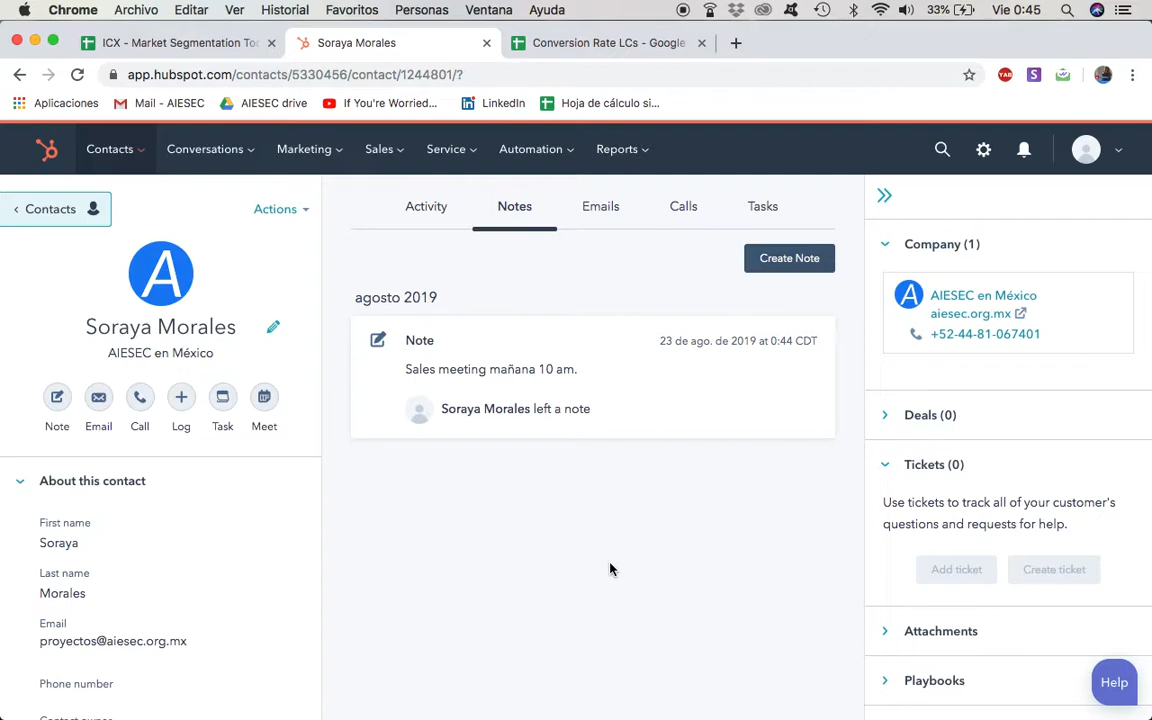 Chrome Archivo Editar Ver Historial Favoritos Personas Ventana Ayuda 33% Vie 0:45
ICX - Market Segmentation Too Soraya Morales Conversion Rate LCs - Google
app.hubspot.com/contacts/5330456/contact/1244801/?
Aplicaciones Mail - AIESEC AIESEC drive If You're Worried... LinkedIn Hoja de cálculo si...
Contacts Conversations Marketing Sales Service Automation Reports
Contacts Actions
Activity Notes Emails Calls Tasks
Company (1)
Create Note
A
AIESEC en México
aiesec.org.mx
+52-44-81-067401
agosto 2019
Soraya Morales
AIESEC en México
Note 23 de ago. de 2019 at 0:44 CDT
Sales meeting mañana 10 am.
Soraya Morales left a note
Note Email Call Log Task Meet
Deals (0)
Tickets (0)
Use tickets to track all of your customer's
questions and requests for help.
Add ticket Create ticket
About this contact
First name
Soraya
Last name
Morales
Email
proyectos@aiesec.org.mx
Phone number
Attachments
Playbooks
Help